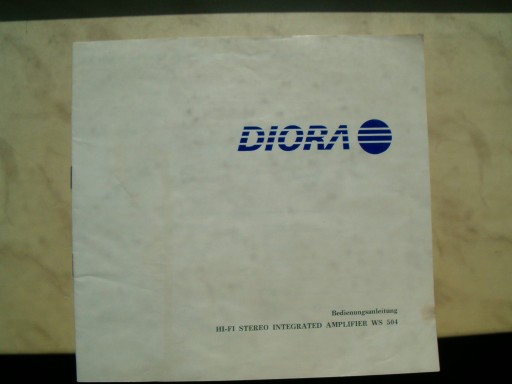 DIORA
Bedienungsanleitung
HI-FI STEREO INTEGRATED AMPLIFIER WS 504